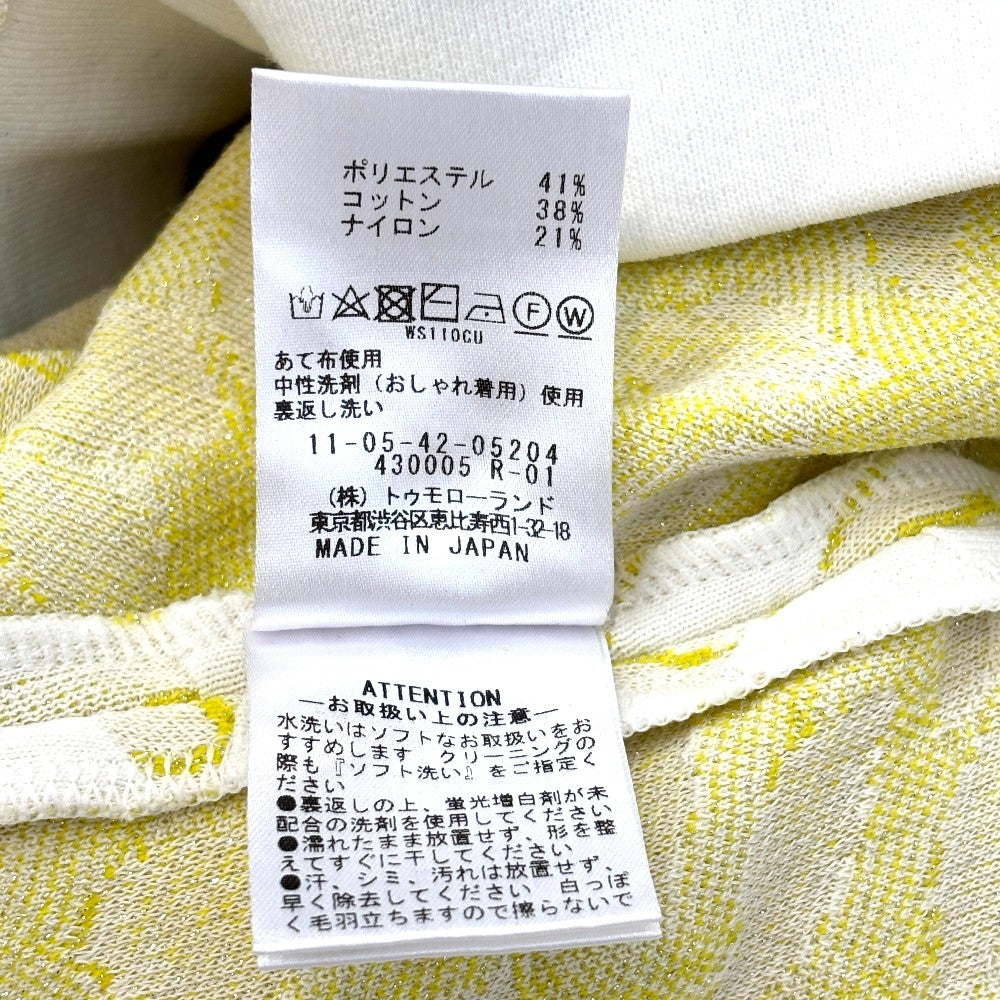 ポリエステル 41%
コットン 38%
ナイロン 21%
F W
WS110CU
あて布使用
中性洗剤（おしゃれ着用）使用
裏返し洗い
11-05-42-05204
430005 R-01
（株）トゥモローランド
東京都渋谷区恵比寿西1-32-18
MADE IN JAPAN
ATTENTION
―お取扱い上の注意―
水洗いはソフトなお取扱いをお
すすめします クリーニングの
際も『ソフト洗い』をご指定く
ださい
●裏返しの上、蛍光増白剤が未
配合の洗剤を使用してください
●濡れたまま放置せず、形を整
えてすぐに干してください
●汗、シミ、汚れは放置せず、
早く除去してください 白っぽ
く毛羽立ちますので擦らないで